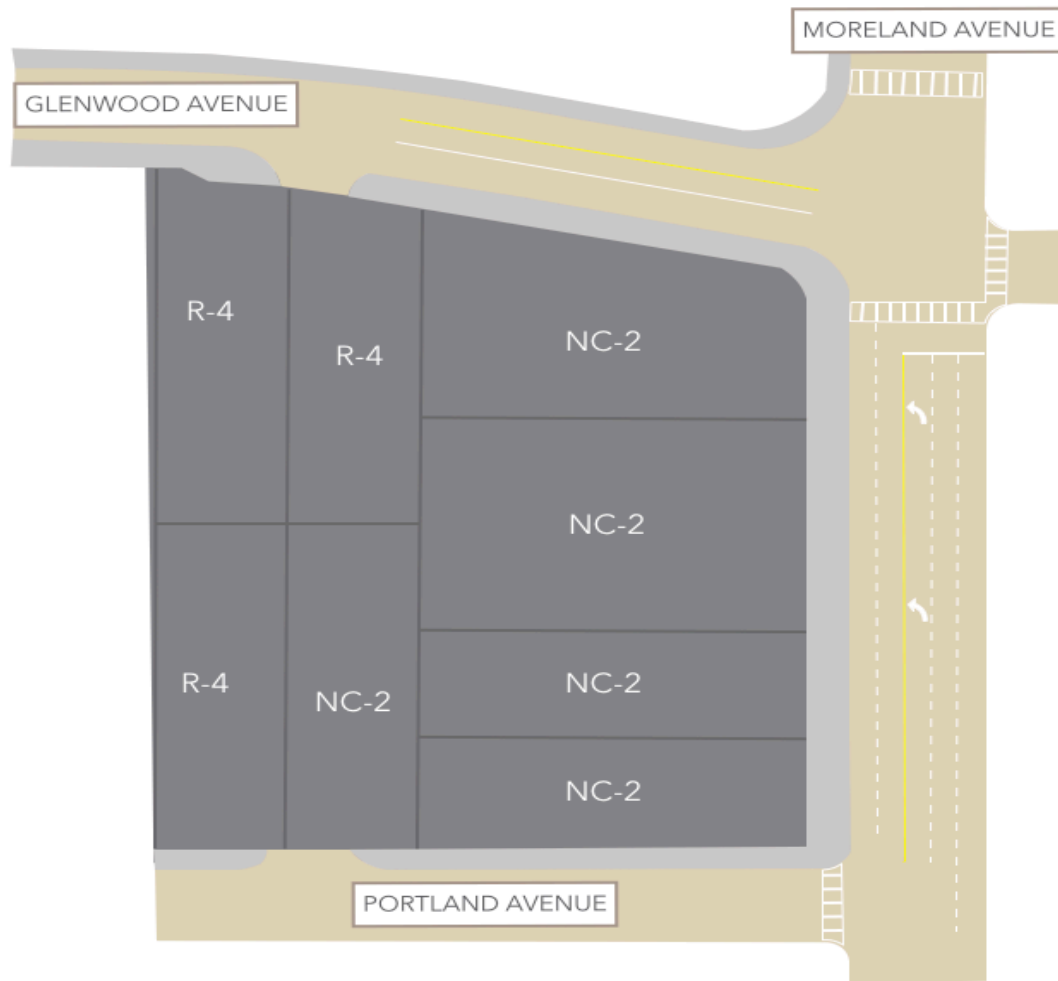 MORELAND AVENUE
GLENWOOD AVENUE
R-4
R-4
NC-2
NC-2
R-4
NC-2
NC-2
NC-2
PORTLAND AVENUE